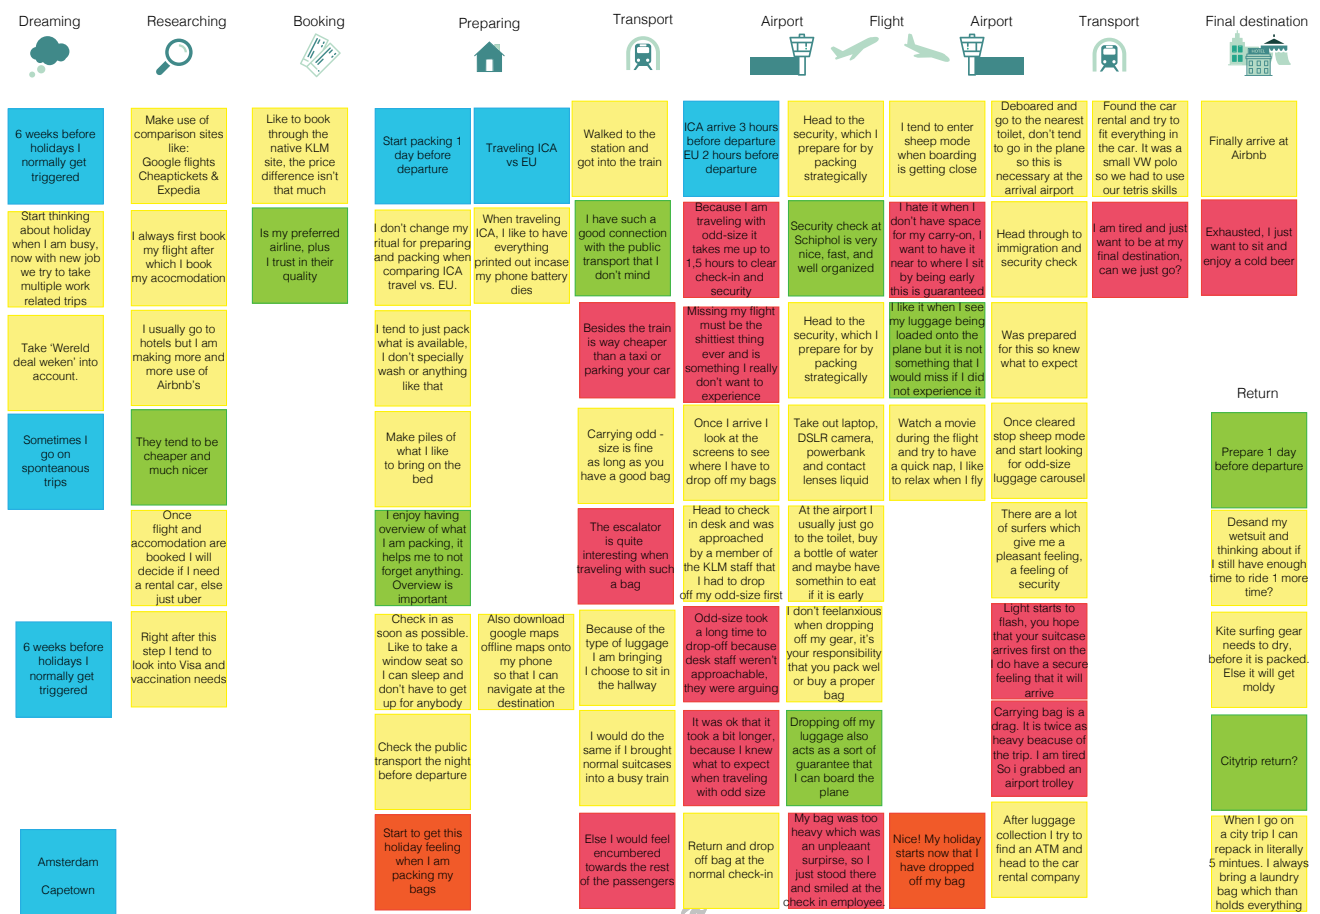 Dreaming
Researching
Booking
Preparing
Transport
Airport
Flight
Airport
Transport
Final destination
HOTEL
6 weeks before
holidays I
normally get
triggered
Start thinking
about holiday
when I am busy,
now with new job
we try to take
multiple work
related trips
Take ‘Wereld
deal weken’ into
account.
Sometimes I
go on
sponteanous
trips
6 weeks before
holidays I
normally get
triggered
Amsterdam
Capetown
Make use of
comparison sites
like:
Google flights
Cheaptickets &
Expedia
I always first book
my flight after
which I book
my acocmodation
I usually go to
hotels but I am
making more and
more use of
Airbnb’s
They tend to be
cheaper and
much nicer
Once
flight and
accomodation are
booked I will
decide if I need
a rental car, else
just uber
Right after this
step I tend to
look into Visa and
vaccination needs
Like to book
through the
native KLM
site, the price
difference isn’t
that much
Is my preferred
airline, plus
I trust in their
quality
Start packing 1
day before
departure
I don’t change my
ritual for preparing
and packing when
comparing ICA
travel vs. EU.
I tend to just pack
what is available,
I don’t specially
wash or anything
like that
Make piles of
what I like
to bring on the
bed
I enjoy having
overview of what
I am packing, it
helps me to not
forget anything.
Overview is
important
Check in as
soon as possible.
Like to take a
window seat so
I can sleep and
don’t have to get
up for anybody
Check the public
transport the night
before departure
Start to get this
holiday feeling
when I am
packing my
bags
Traveling ICA
vs EU
When traveling
ICA, I like to have
everything
printed out incase
my phone battery
dies
Also download
google maps
offline maps onto
my phone
so that I can
navigate at the
destination
Walked to the
station and
got into the train
I have such a
good connection
with the public
transport that I
don’t mind
Besides the train
is way cheaper
than a taxi or
parking your car
Carrying odd -
size is fine
as long as you
have a good bag
The escalator
is quite
interesting when
traveling with such
a bag
Because of the
type of luggage
I am bringing
I choose to sit in
the hallway
I would do the
same if I brought
normal suitcases
into a busy train
Else I would feel
encumbered
towards the rest
of the passengers
ICA arrive 3 hours
before departure
EU 2 hours before
departure
Because I am
traveling with
odd-size it
takes me up to
1,5 hours to clear
check-in and
security
Missing my flight
must be the
shittiest thing
ever and is
something I really
don’t want to
experience
Once I arrive I
look at the
screens to see
where I have to
drop off my bags
Head to check
in desk and was
approached
by a member of
the KLM staff that
I had to drop
off my odd-size first
Odd-size took
a long time to
drop-off because
desk staff weren’t
approachable,
they were arguing
It was ok that it
took a bit longer,
because I knew
what to expect
when traveling
with odd size
Return and drop
off bag at the
normal check-in
Head to the
security, which I
prepare for by
packing
strategically
Security check at
Schiphol is very
nice, fast, and
well organized
Head to the
security, which I
prepare for by
packing
strategically
Take out laptop,
DSLR camera,
powerbank
and contact
lenses liquid
At the airport I
usually just go
to the toilet, buy
a bottle of water
and maybe have
somethin to eat
if it is early
I don’t feelanxious
when dropping
off my gear, it’s
your responsibility
that you pack wel
or buy a proper
bag
Dropping off my
luggage also
acts as a sort of
guarantee that
I can board the
plane
My bag was too
heavy which was
an unpleaant
surpirse, so I
just stood there
and smiled at the
check in employee.
I tend to enter
sheep mode
when boarding
is getting close
I hate it when I
don’t have space
for my carry-on, I
want to have it
near to where I sit
by being early
this is guaranteed
I like it when I see
my luggage being
loaded onto the
plane but it is not
something that I
would miss if I did
not experience it
Watch a movie
during the flight
and try to have
a quick nap, I like
to relax when I fly
Nice! My holiday
starts now that I
have dropped
off my bag
Deboared and
go to the nearest
toilet, don’t tend
to go in the plane
so this is
necessary at the
arrival airport
Head through to
immigration and
security check
Was prepared
for this so knew
what to expect
Once cleared
stop sheep mode
and start looking
for odd-size
luggage carousel
There are a lot
of surfers which
give me a
pleasant feeling,
a feeling of
security
Light starts to
flash, you hope
that your suitcase
arrives first on the
I do have a secure
feeling that it will
arrive
Carrying bag is a
drag. It is twice as
heavy beacuse of
the trip. I am tired
So i grabbed an
airport trolley
After luggage
collection I try to
find an ATM and
head to the car
rental company
Found the car
rental and try to
fit everything in
the car. It was a
small VW polo
so we had to use
our tetris skills
I am tired and just
want to be at my
final destination,
can we just go?
Finally arrive at
Airbnb
Exhausted, I just
want to sit and
enjoy a cold beer
Return
Prepare 1 day
before departure
Desand my
wetsuit and
thinking about if
I still have enough
time to ride 1 more
time?
Kite surfing gear
needs to dry,
before it is packed.
Else it will get
moldy
Citytrip return?
When I go on
a city trip I can
repack in literally
5 mintues. I always
bring a laundry
bag which than
holds everything